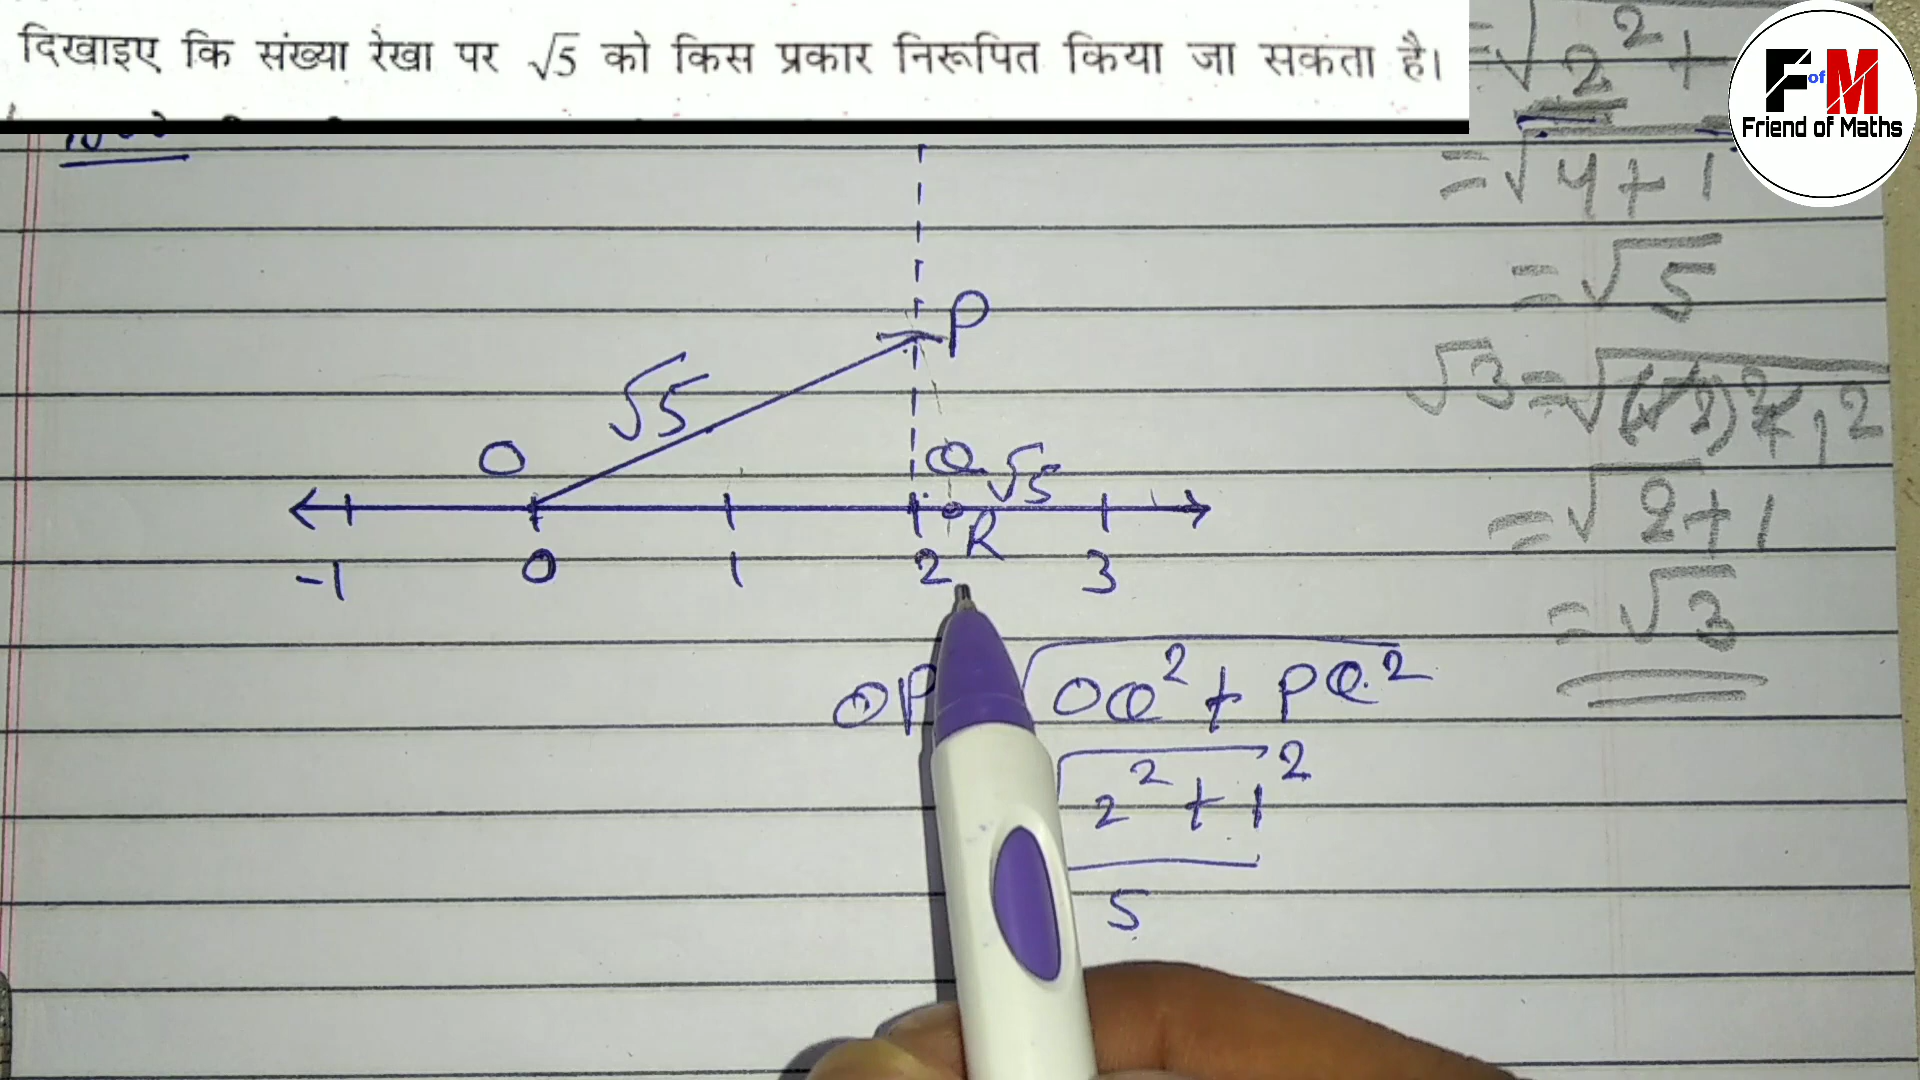 दिखाइए कि संख्या रेखा पर √5 को किस प्रकार निरूपित किया जा सकता है।
F of M
Friend of Maths
= √2² +
= √4+1
= √5
√3 = √(√2)²+1²
= √2+1
= √3
P
√5
O
Q √5
R
-1 0 1 2 3
OP √OQ² + PQ²
√2² + 1²
5